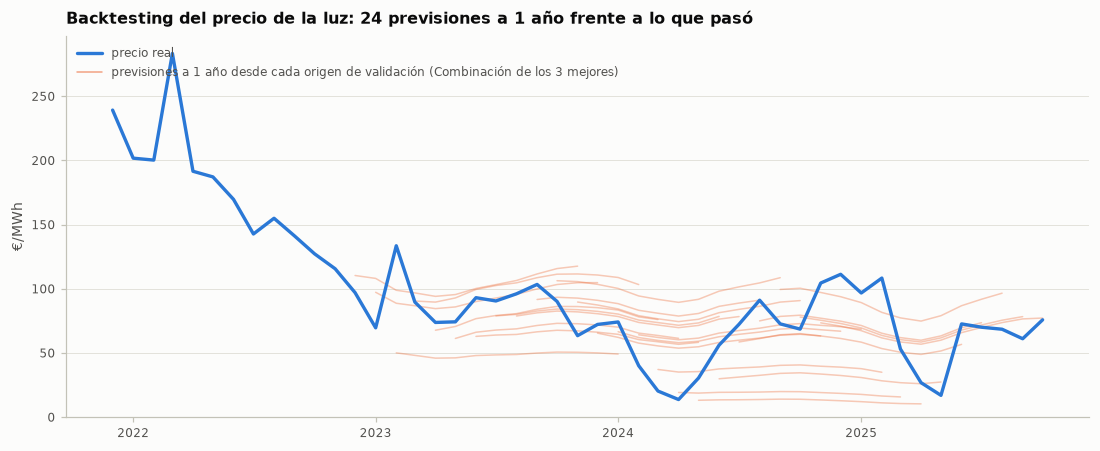 Backtesting del precio de la luz: 24 previsiones a 1 año frente a lo que pasó
precio real
previsiones a 1 año desde cada origen de validación (Combinación de los 3 mejores)
€/MWh
250
200
150
100
50
0
2022
2023
2024
2025